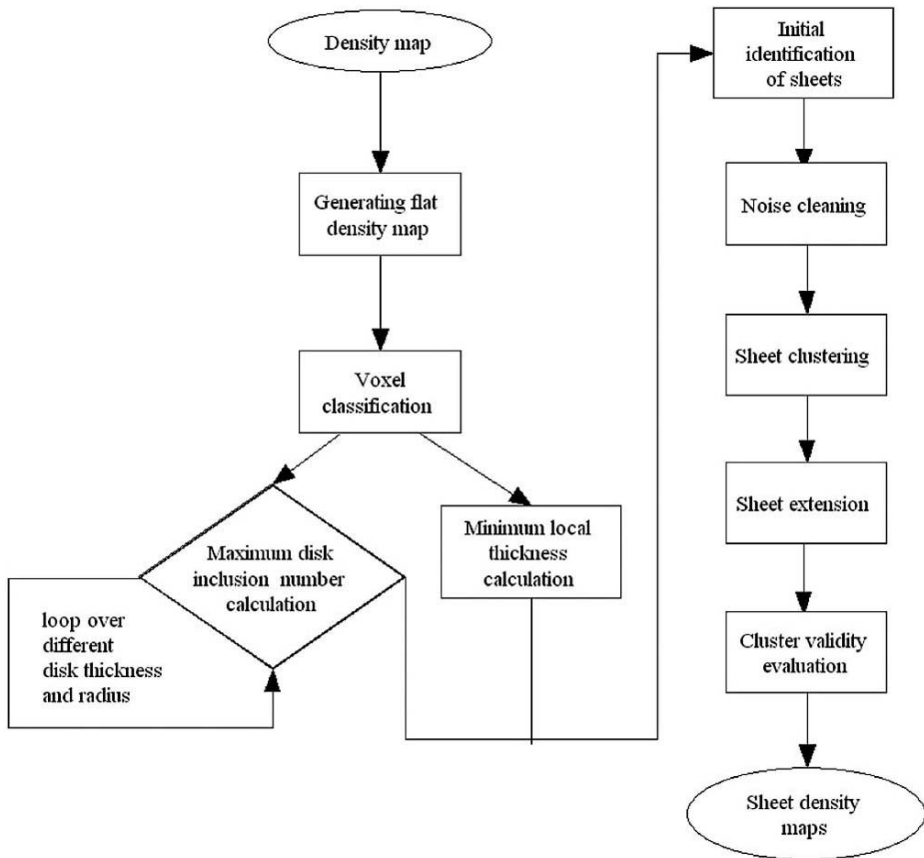 Density map
Generating flat
density map
Voxel
classification
Maximum disk
inclusion number
calculation
loop over
different
disk thickness
and radius
Minimum local
thickness
calculation
Initial
identification
of sheets
Noise cleaning
Sheet clustering
Sheet extension
Cluster validity
evaluation
Sheet density
maps